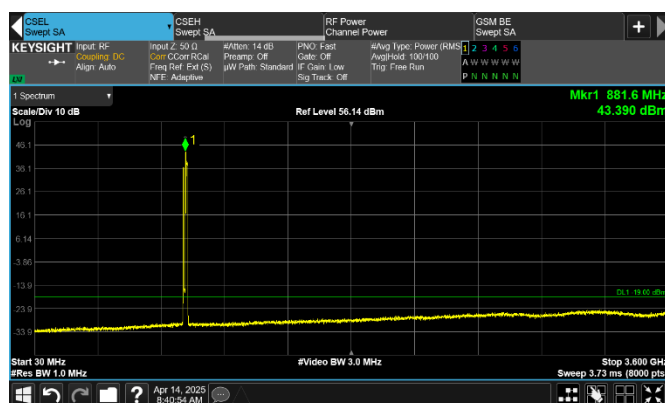 CSEL
Swept SA
CSEH
Swept SA
RF Power
Channel Power
GSM BE
Swept SA
+
KEYSIGHT
Input: RF
Coupling: DC
Align: Auto
Input Z: 50 Ω
Corr CCorr RCal
Freq Ref: Ext (S)
NFE: Adaptive
#Atten: 14 dB
Preamp: Off
µW Path: Standard
PNO: Fast
Gate: Off
IF Gain: Low
Sig Track: Off
#Avg Type: Power (RMS
Avg|Hold: 100/100
Trig: Free Run
1 2 3 4 5 6
A W W W W W
P N N N N N
LXI
1 Spectrum
Scale/Div 10 dB
Ref Level 56.14 dBm
Mkr1 881.6 MHz
43.390 dBm
Log
1
46.1
36.1
26.1
16.1
6.14
-3.86
-13.9
-23.9
-33.9
DL1 -19.00 dBm
Start 30 MHz
#Video BW 3.0 MHz
Stop 3.600 GHz
#Res BW 1.0 MHz
Sweep 3.73 ms (8000 pts
?
Apr 14, 2025
8:40:54 AM